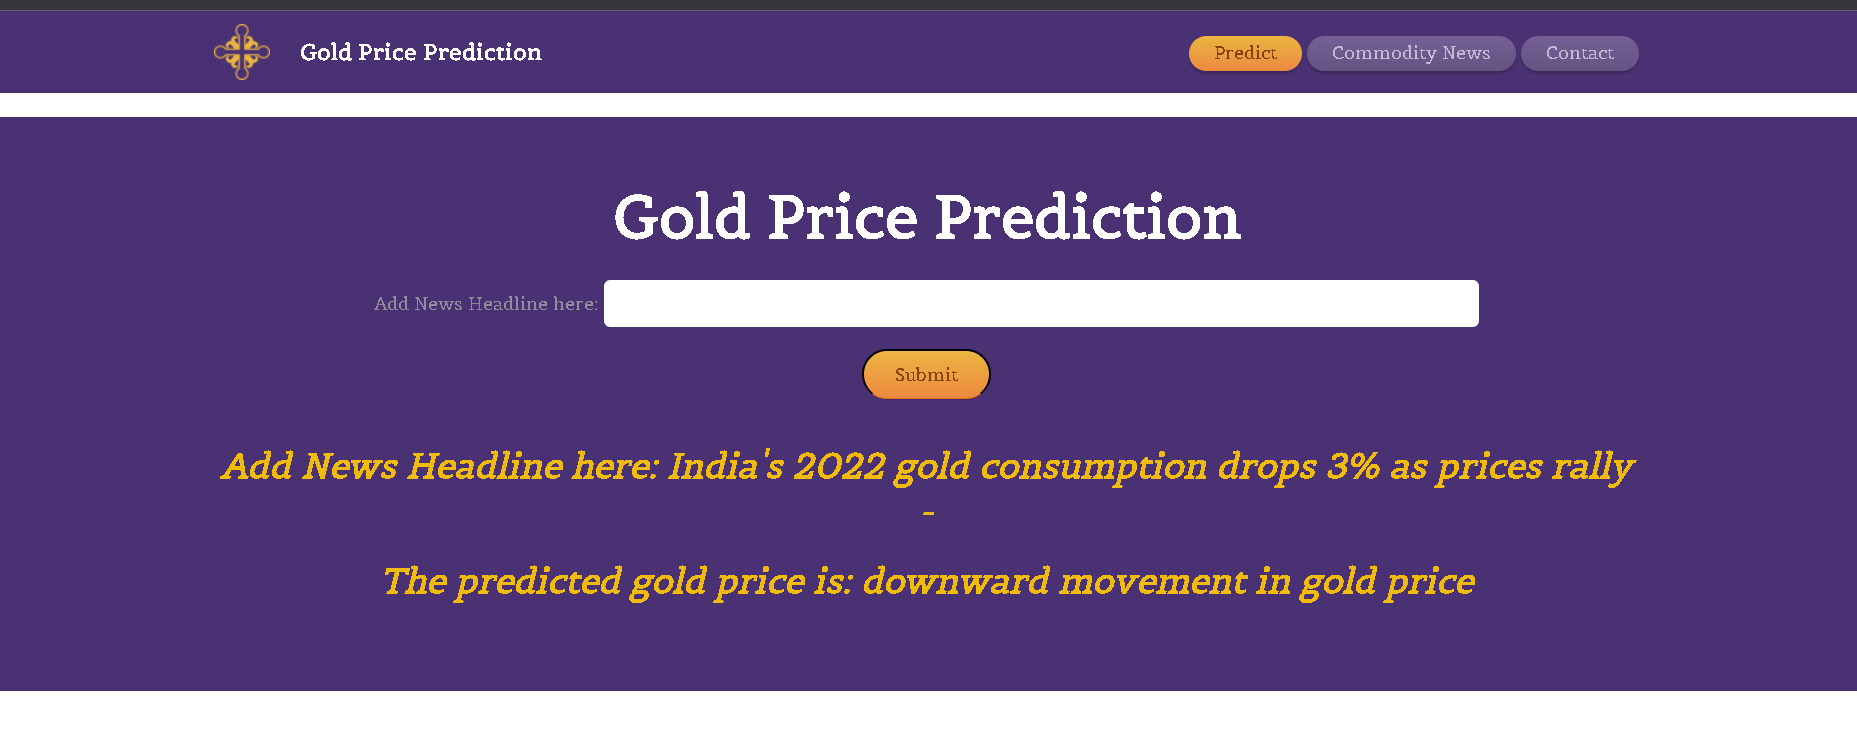 Gold Price Prediction
Predict
Commodity News
Contact
Gold Price Prediction
Add News Headline here:
Submit
Add News Headline here: India's 2022 gold consumption drops 3% as prices rally
-
The predicted gold price is: downward movement in gold price